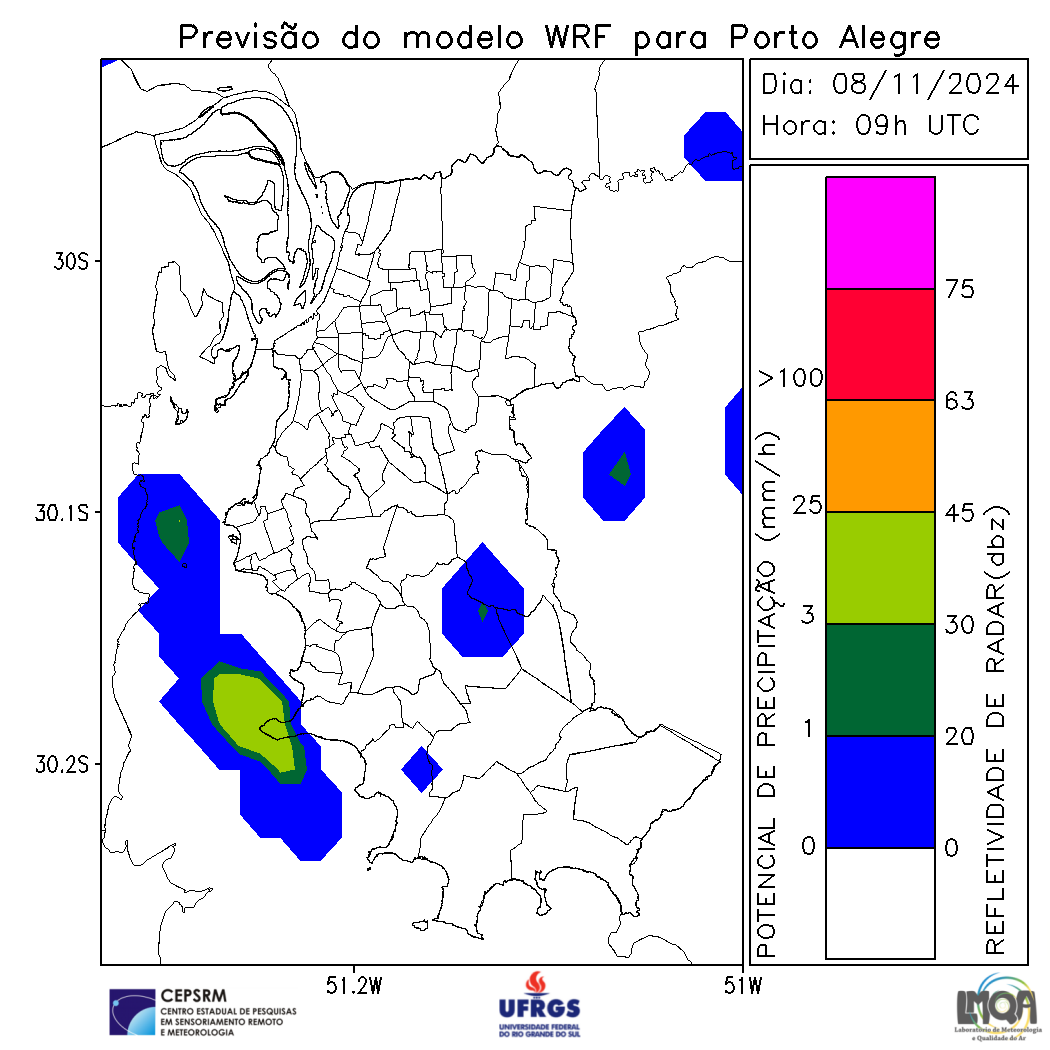 Previsão do modelo WRF para Porto Alegre
Dia: 08/11/2024
Hora: 09h UTC
30S
30.1S
30.2S
51.2W
51W
POTENCIAL DE PRECIPITAÇÃO (mm/h)
>100
25
3
1
0
75
63
45
30
20
0
REFLETIVIDADE DE RADAR(dbz)
CEPSRM
CENTRO ESTADUAL DE PESQUISAS
EM SENSORIAMENTO REMOTO
E METEOROLOGIA
UFRGS
UNIVERSIDADE FEDERAL
DO RIO GRANDE DO SUL
LMQA
Laboratório de Meteorologia
e Qualidade do Ar